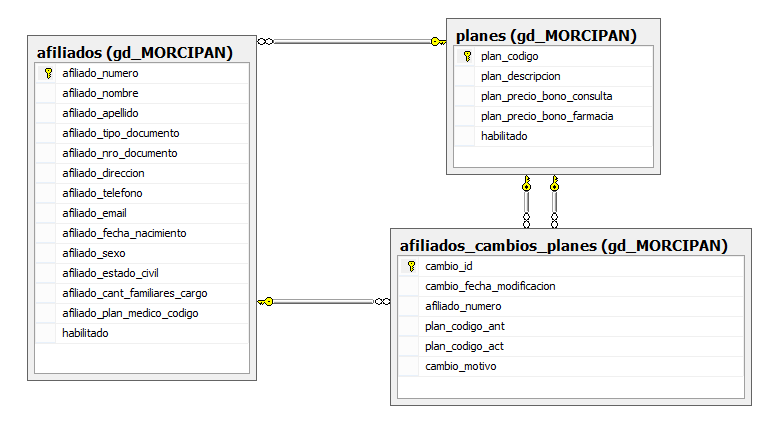 afiliados (gd_MORCIPAN)
afiliado_numero
afiliado_nombre
afiliado_apellido
afiliado_tipo_documento
afiliado_nro_documento
afiliado_direccion
afiliado_telefono
afiliado_email
afiliado_fecha_nacimiento
afiliado_sexo
afiliado_estado_civil
afiliado_cant_familiares_cargo
afiliado_plan_medico_codigo
habilitado
planes (gd_MORCIPAN)
plan_codigo
plan_descripcion
plan_precio_bono_consulta
plan_precio_bono_farmacia
habilitado
afiliados_cambios_planes (gd_MORCIPAN)
cambio_id
cambio_fecha_modificacion
afiliado_numero
plan_codigo_ant
plan_codigo_act
cambio_motivo